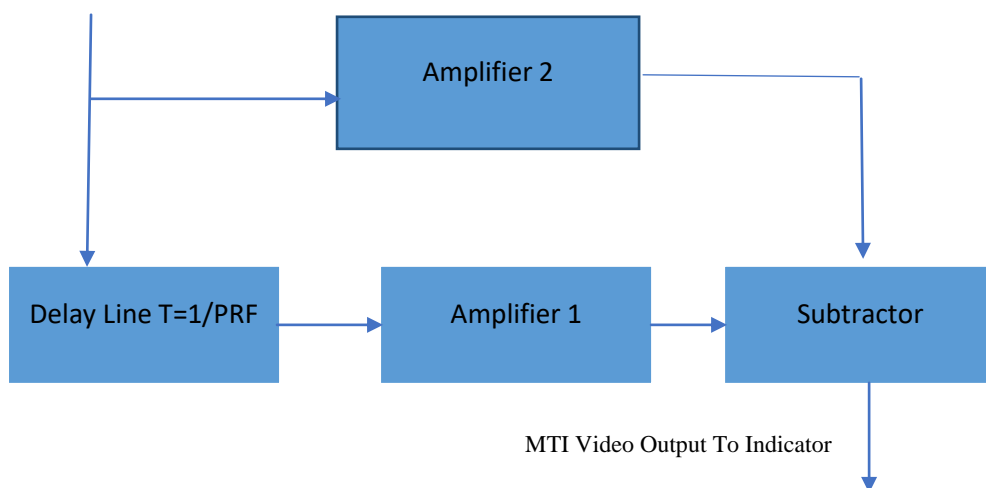 Amplifier 2
Delay Line T=1/PRF
Amplifier 1
Subtractor
MTI Video Output To Indicator